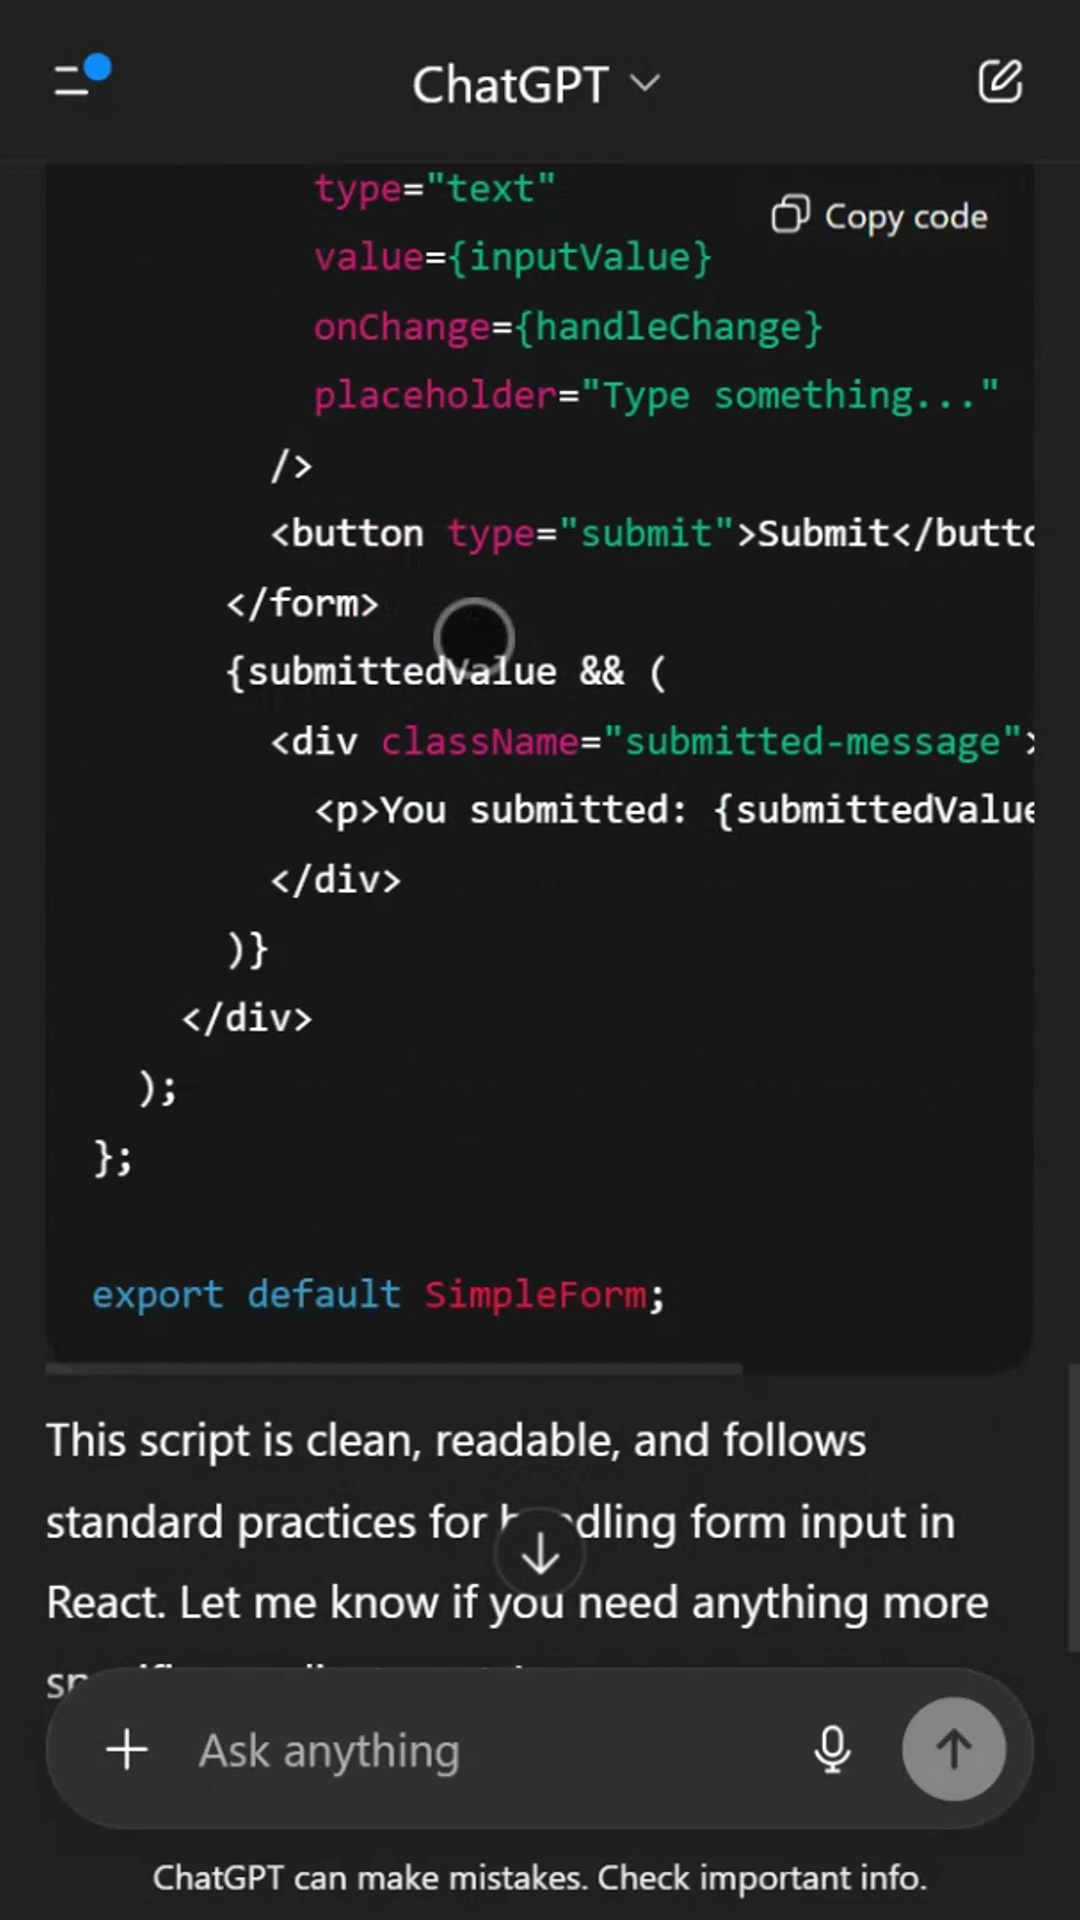 ChatGPT
type="text"
Copy code
value={inputValue}
onChange={handleChange}
placeholder="Type something..."
/>
<button type="submit">Submit</butto
</form>
{submittedValue && (
<div className="submitted-message">
<p>You submitted: {submittedValue
</div>
)}
</div>
);
};
export default SimpleForm;
This script is clean, readable, and follows
standard practices for handling form input in
React. Let me know if you need anything more
Ask anything
ChatGPT can make mistakes. Check important info.